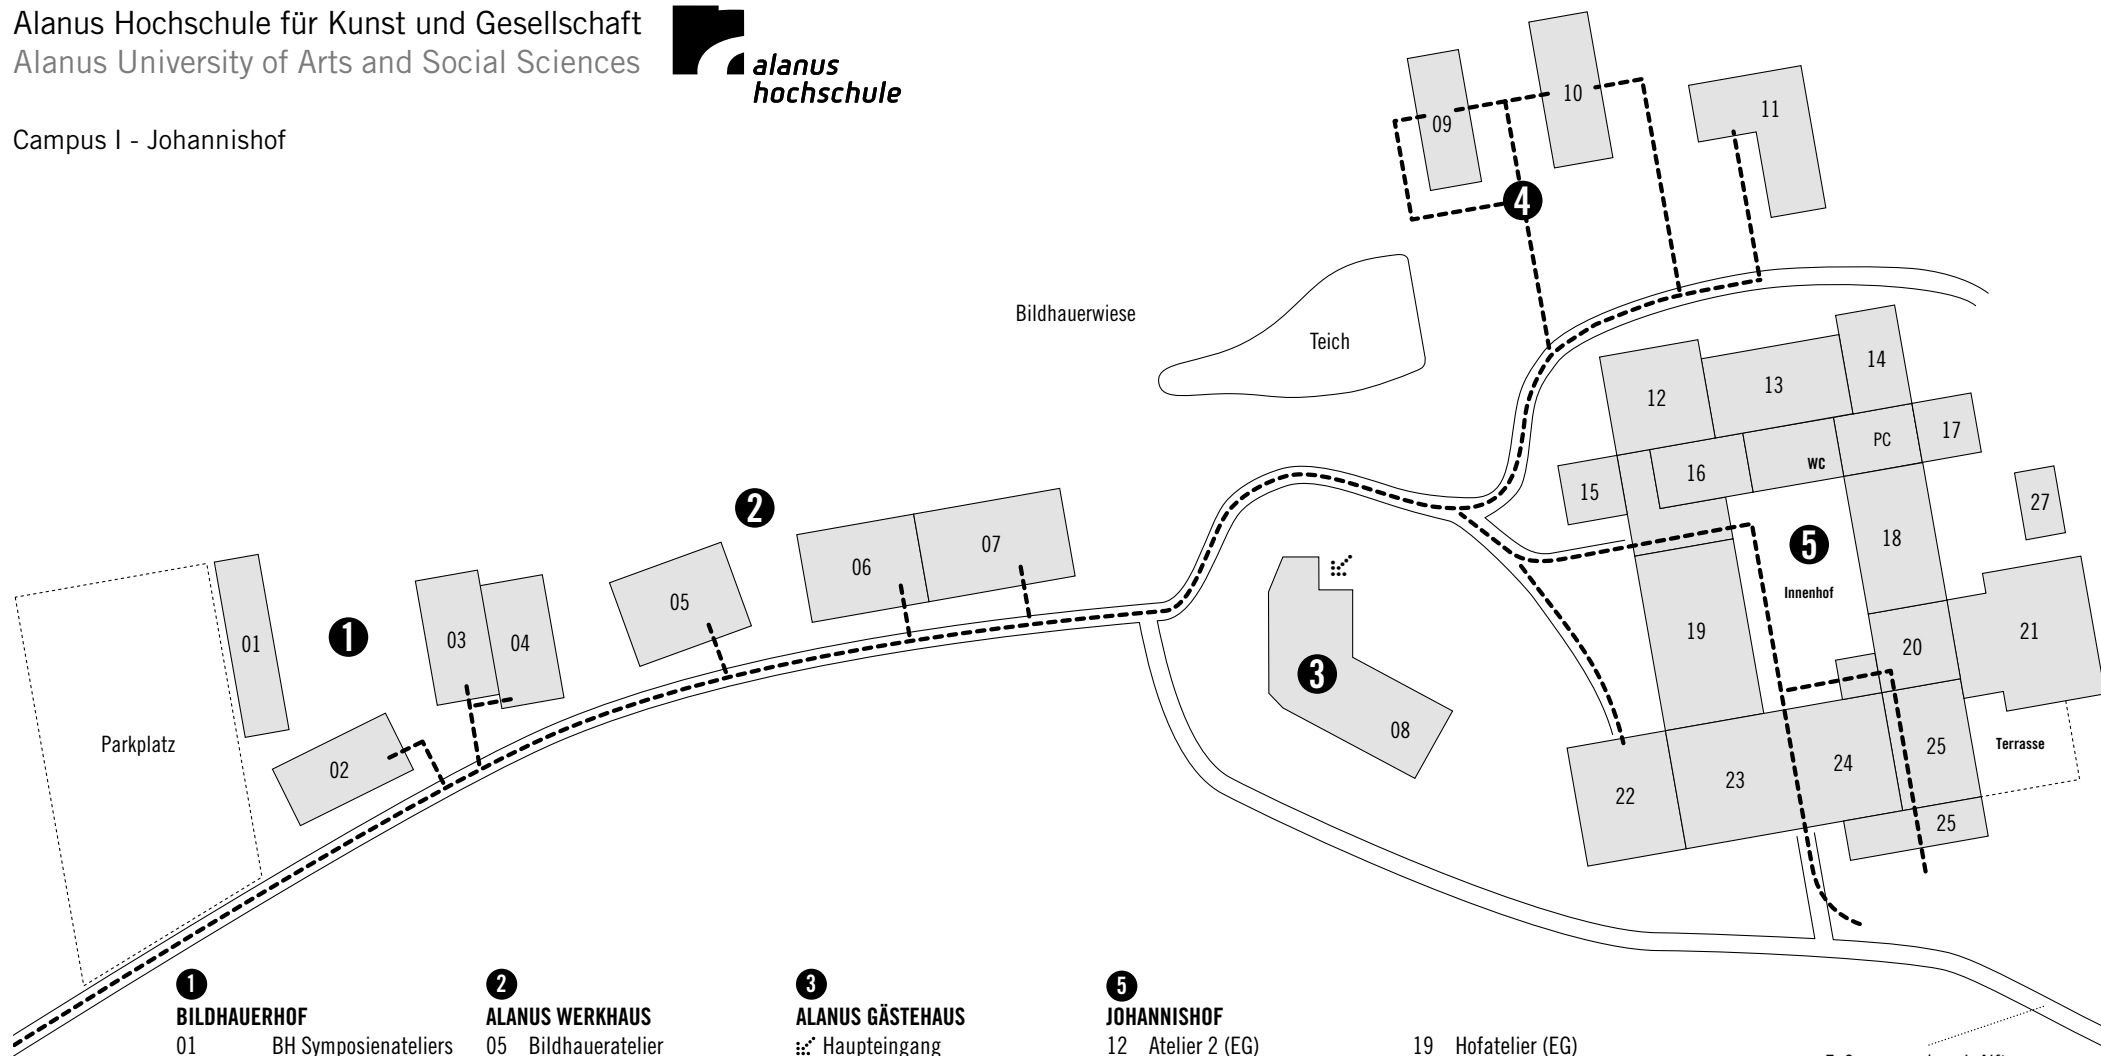 Alanus Hochschule für Kunst und Gesellschaft
Alanus University of Arts and Social Sciences
alanus
hochschule
Campus I - Johannishof
10
09
11
4
Bildhauerwiese
Teich
14
13
12
17
PC
WC
16
15
27
2
18
07
5
06
Innenhof
05
1
03
04
01
19
20
21
3
08
Parkplatz
02
Terrasse
25
24
23
22
25
1
BILDHAUERHOF
01 BH Symposienateliers
2
ALANUS WERKHAUS
05 Bildhaueratelier
3
ALANUS GÄSTEHAUS
Haupteingang
5
JOHANNISHOF
12 Atelier 2 (EG)
19 Hofatelier (EG)